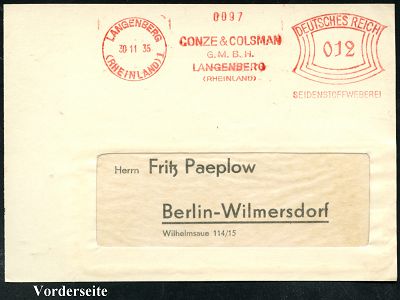 LANGENBERG
30.11.35
(RHEINLAND) 1
0097
CONZE & COLSMAN
G.M.B.H.
LANGENBERG
(RHEINLAND)
DEUTSCHES REICH
012
SEIDENSTOFFWEBEREI
Herrn Fritz Paeplow
Berlin-Wilmersdorf
Wilhelmsaue 114/15
Vorderseite